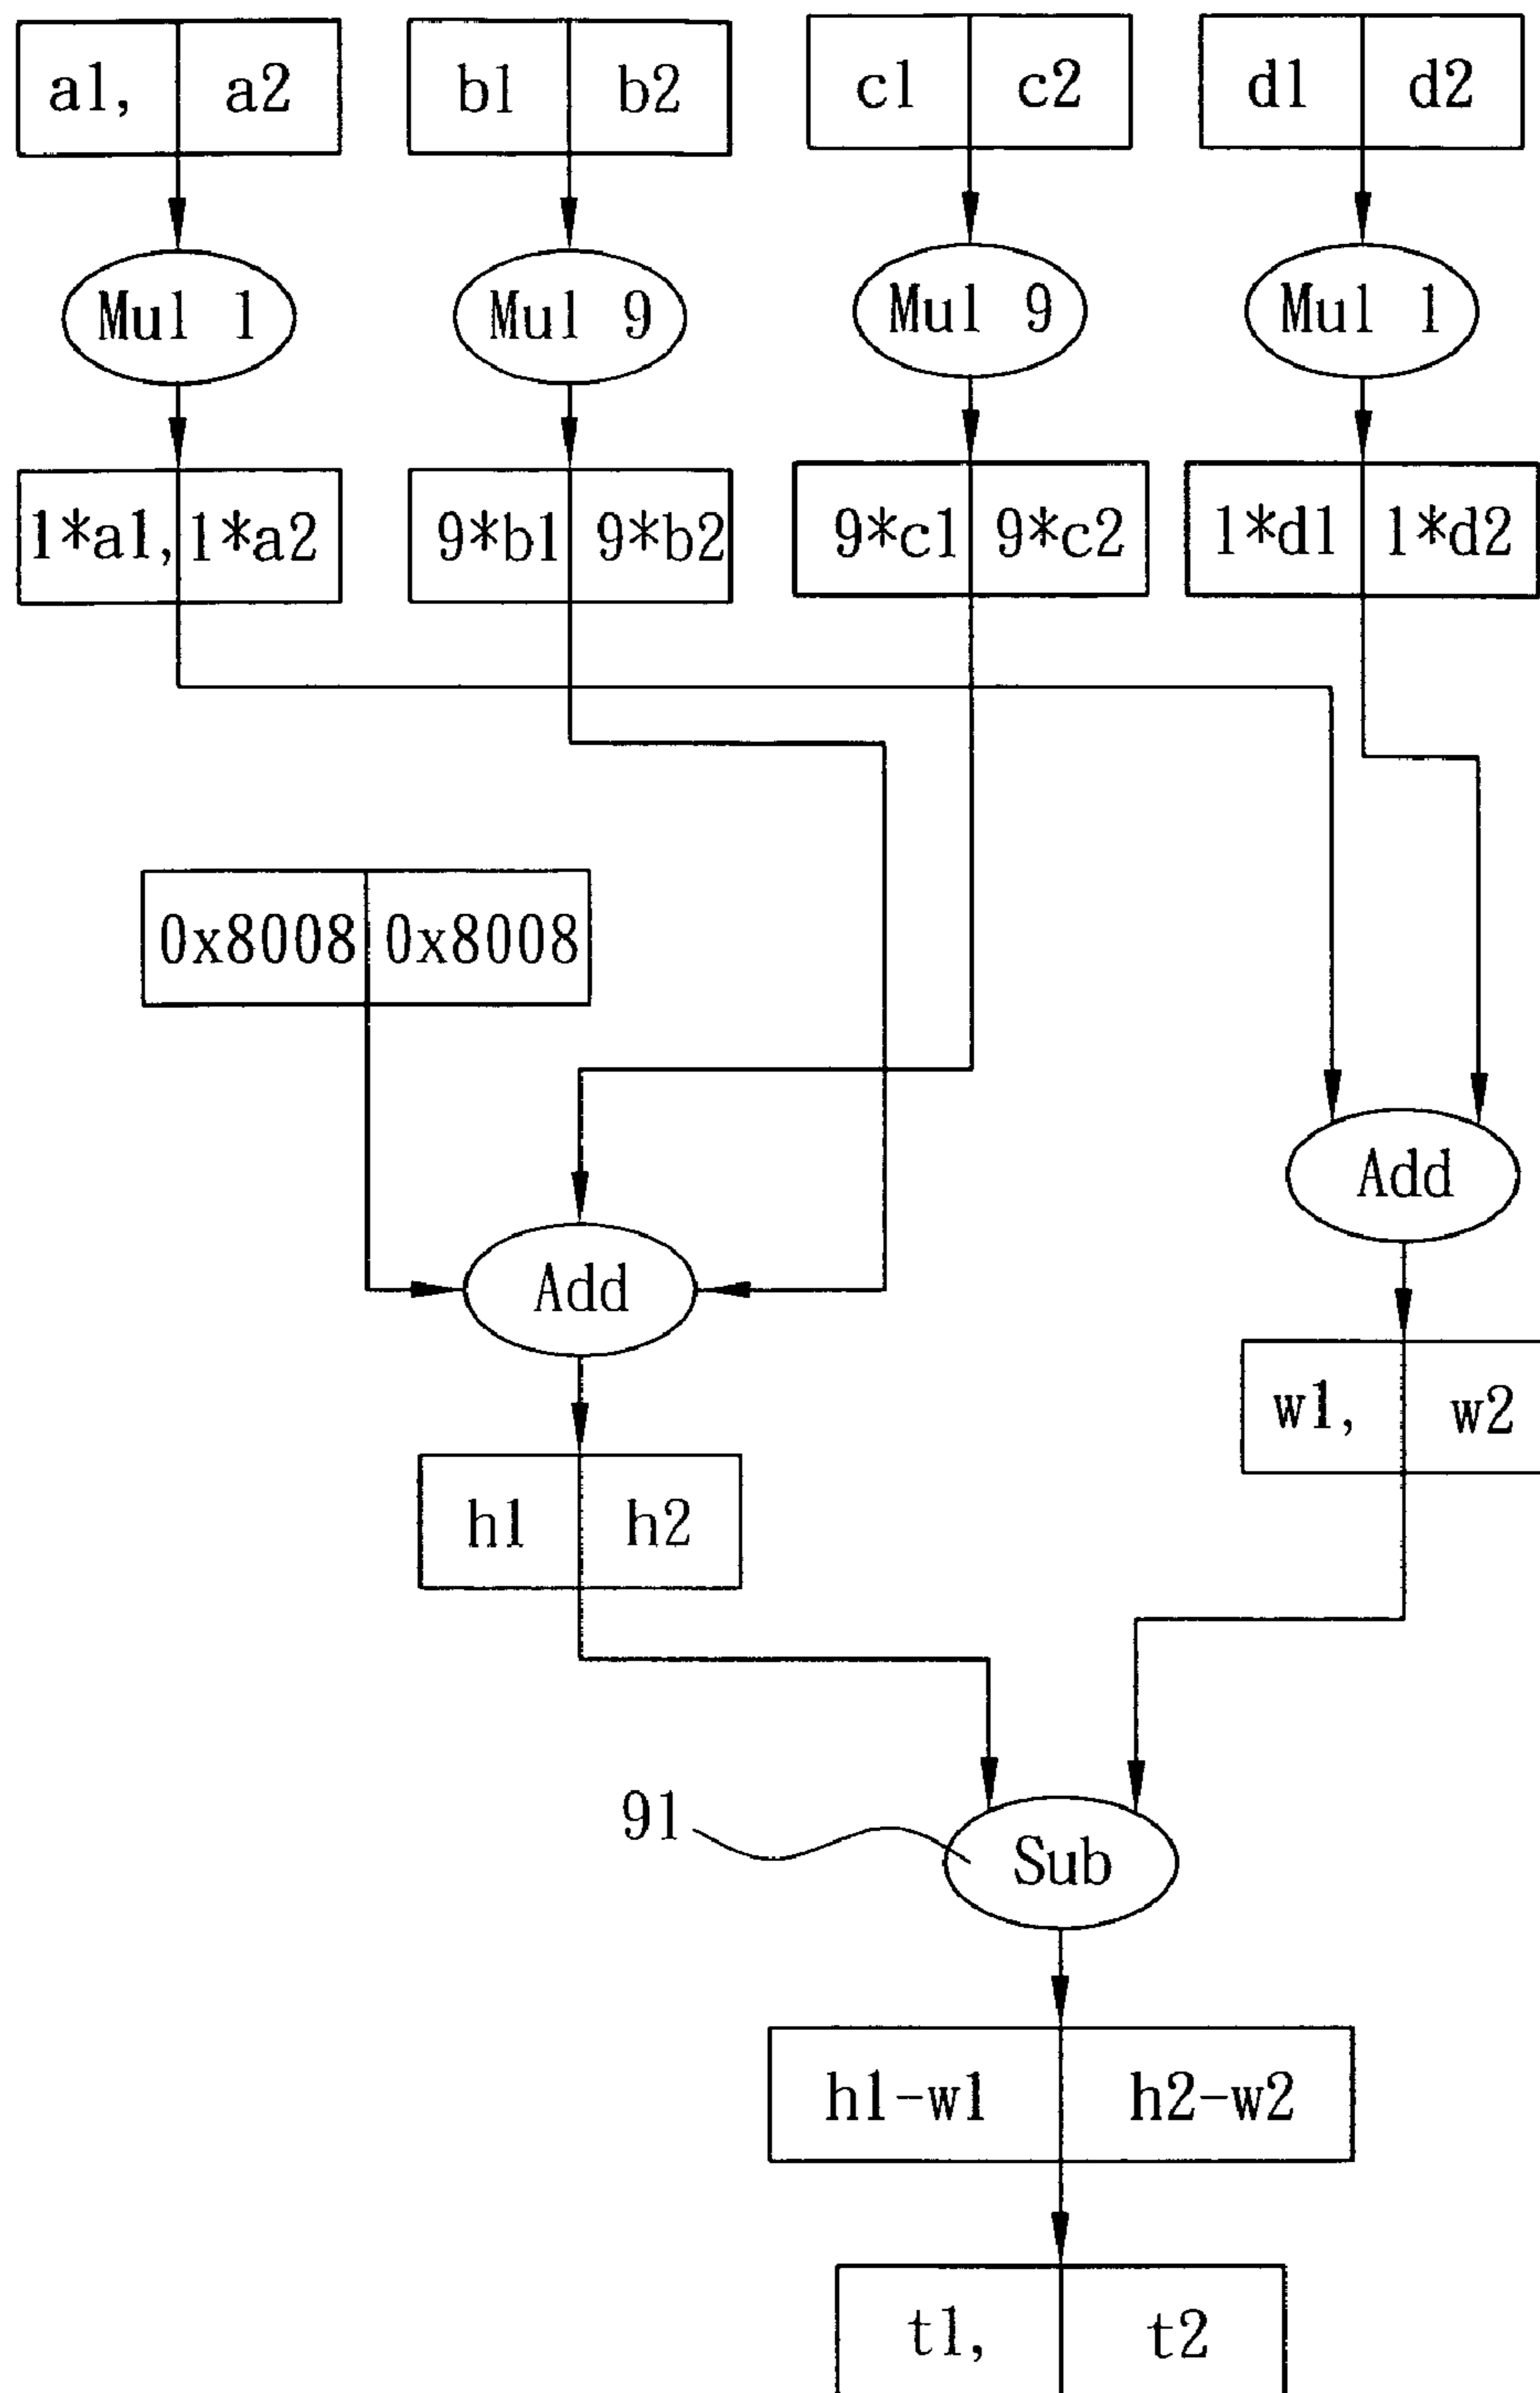 a1, a2 b1 b2 c1 c2 d1 d2
Mul 1 Mul 9 Mul 9 Mul 1
1*a1, 1*a2 9*b1 9*b2 9*c1 9*c2 1*d1 1*d2
0x8008 0x8008
Add
Add
w1, w2
h1 h2
91
Sub
h1-w1 h2-w2
t1, t2